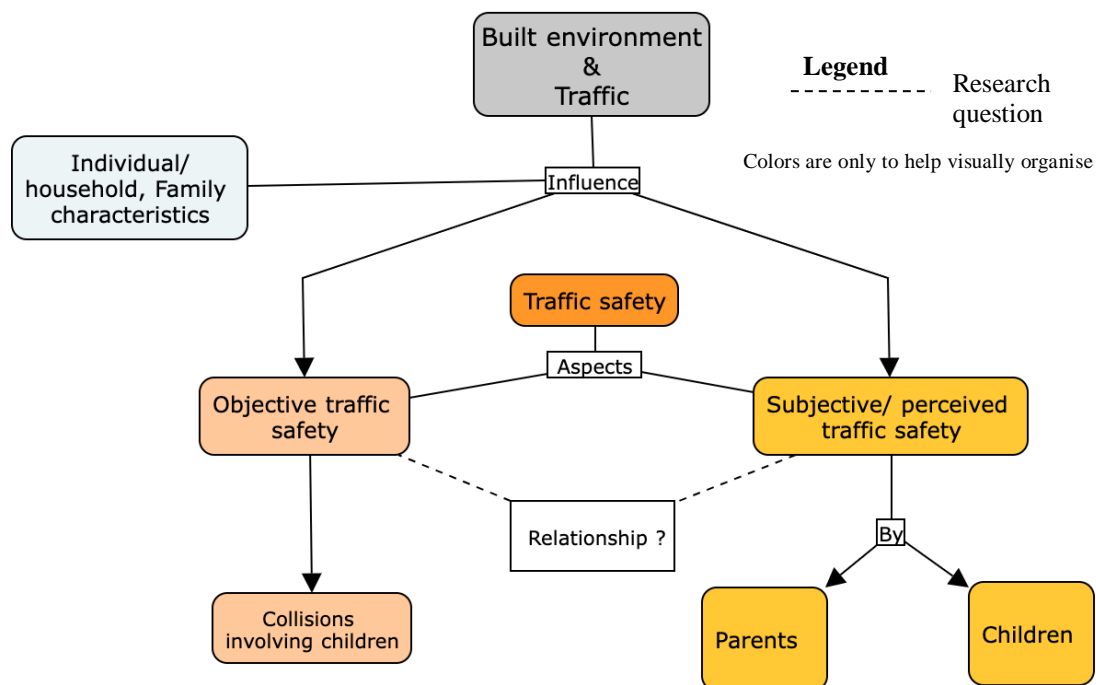 Built environment
&
Traffic
Legend
Research
question
Colors are only to help visually organise
Individual/
household, Family
characteristics
Influence
Traffic safety
Aspects
Objective traffic
safety
Subjective/ perceived
traffic safety
Relationship ?
By
Collisions
involving children
Parents
Children